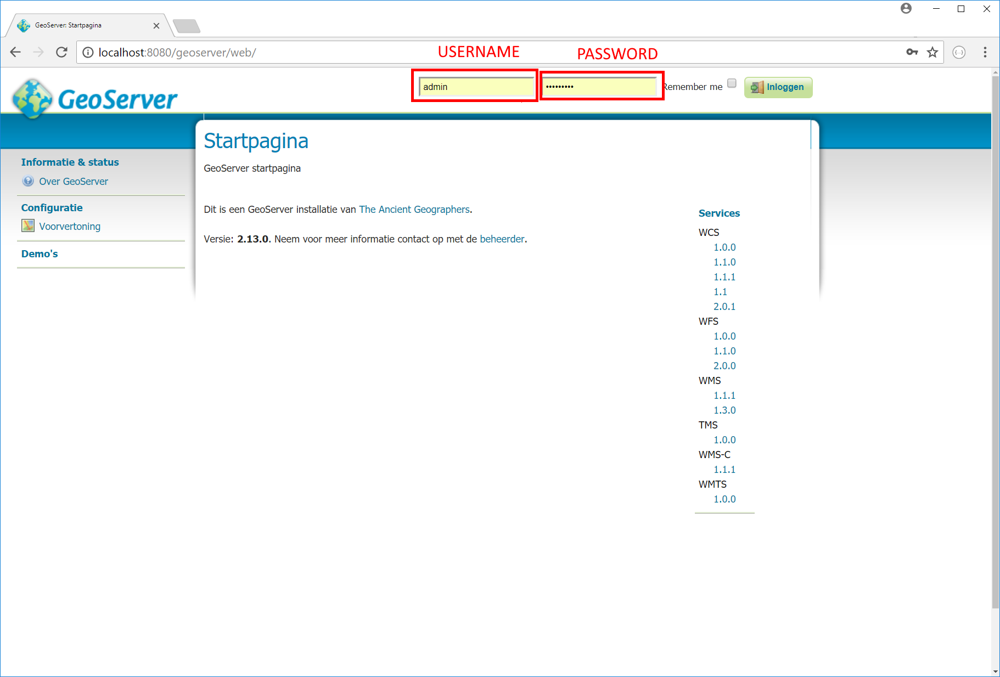 GeoServer: Startpagina
localhost:8080/geoserver/web/
USERNAME
PASSWORD
GeoServer
admin
•••••••••
Remember me
Inloggen
Startpagina
GeoServer startpagina
Informatie & status
Over GeoServer
Configuratie
Voorvertoning
Demo's
Dit is een GeoServer installatie van The Ancient Geographers.
Versie: 2.13.0. Neem voor meer informatie contact op met de beheerder.
Services
WCS
1.0.0
1.1.0
1.1.1
1.1
2.0.1
WFS
1.0.0
1.1.0
2.0.0
WMS
1.1.1
1.3.0
TMS
1.0.0
WMS-C
1.1.1
WMTS
1.0.0